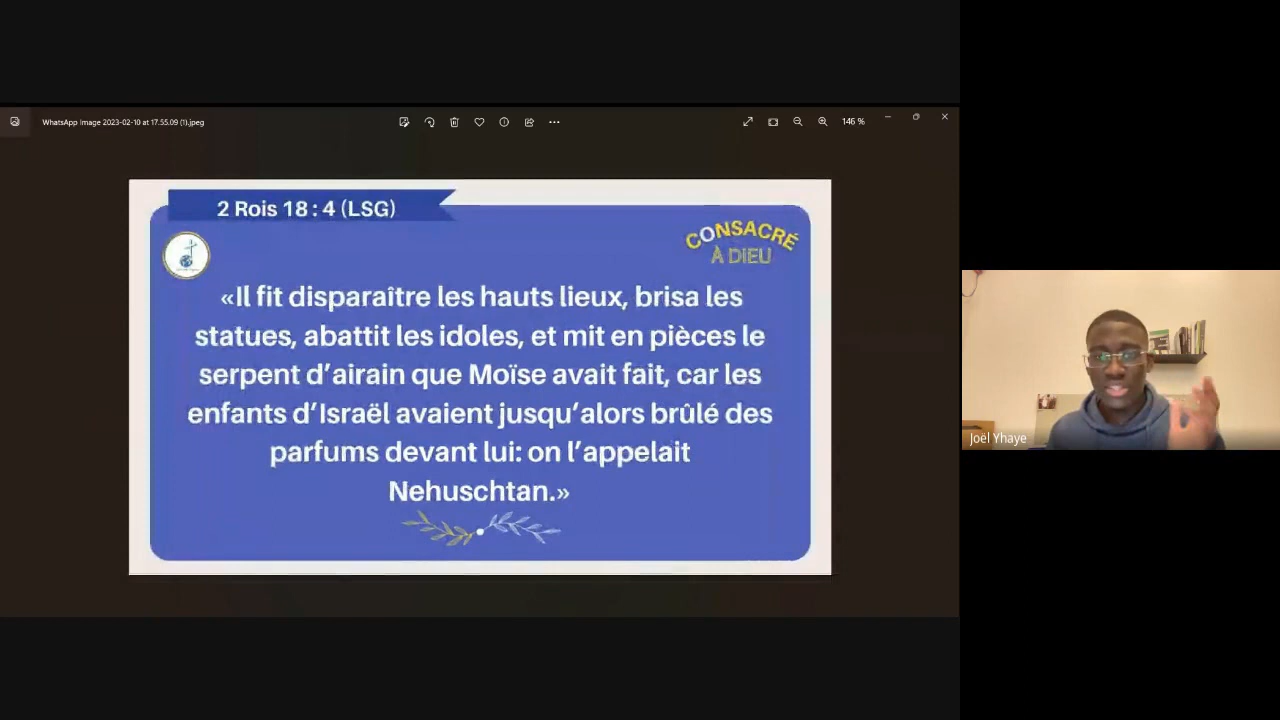 WhatsApp Image 2023-02-10 at 17.55.09 (1).jpeg
146 %
2 Rois 18 : 4 (LSG)
CONSACRÉ
À DIEU
«Il fit disparaître les hauts lieux, brisa les
statues, abattit les idoles, et mit en pièces le
serpent d’airain que Moïse avait fait, car les
enfants d’Israël avaient jusqu’alors brûlé des
parfums devant lui: on l’appelait
Nehuschtan.»
Joël Yhaye